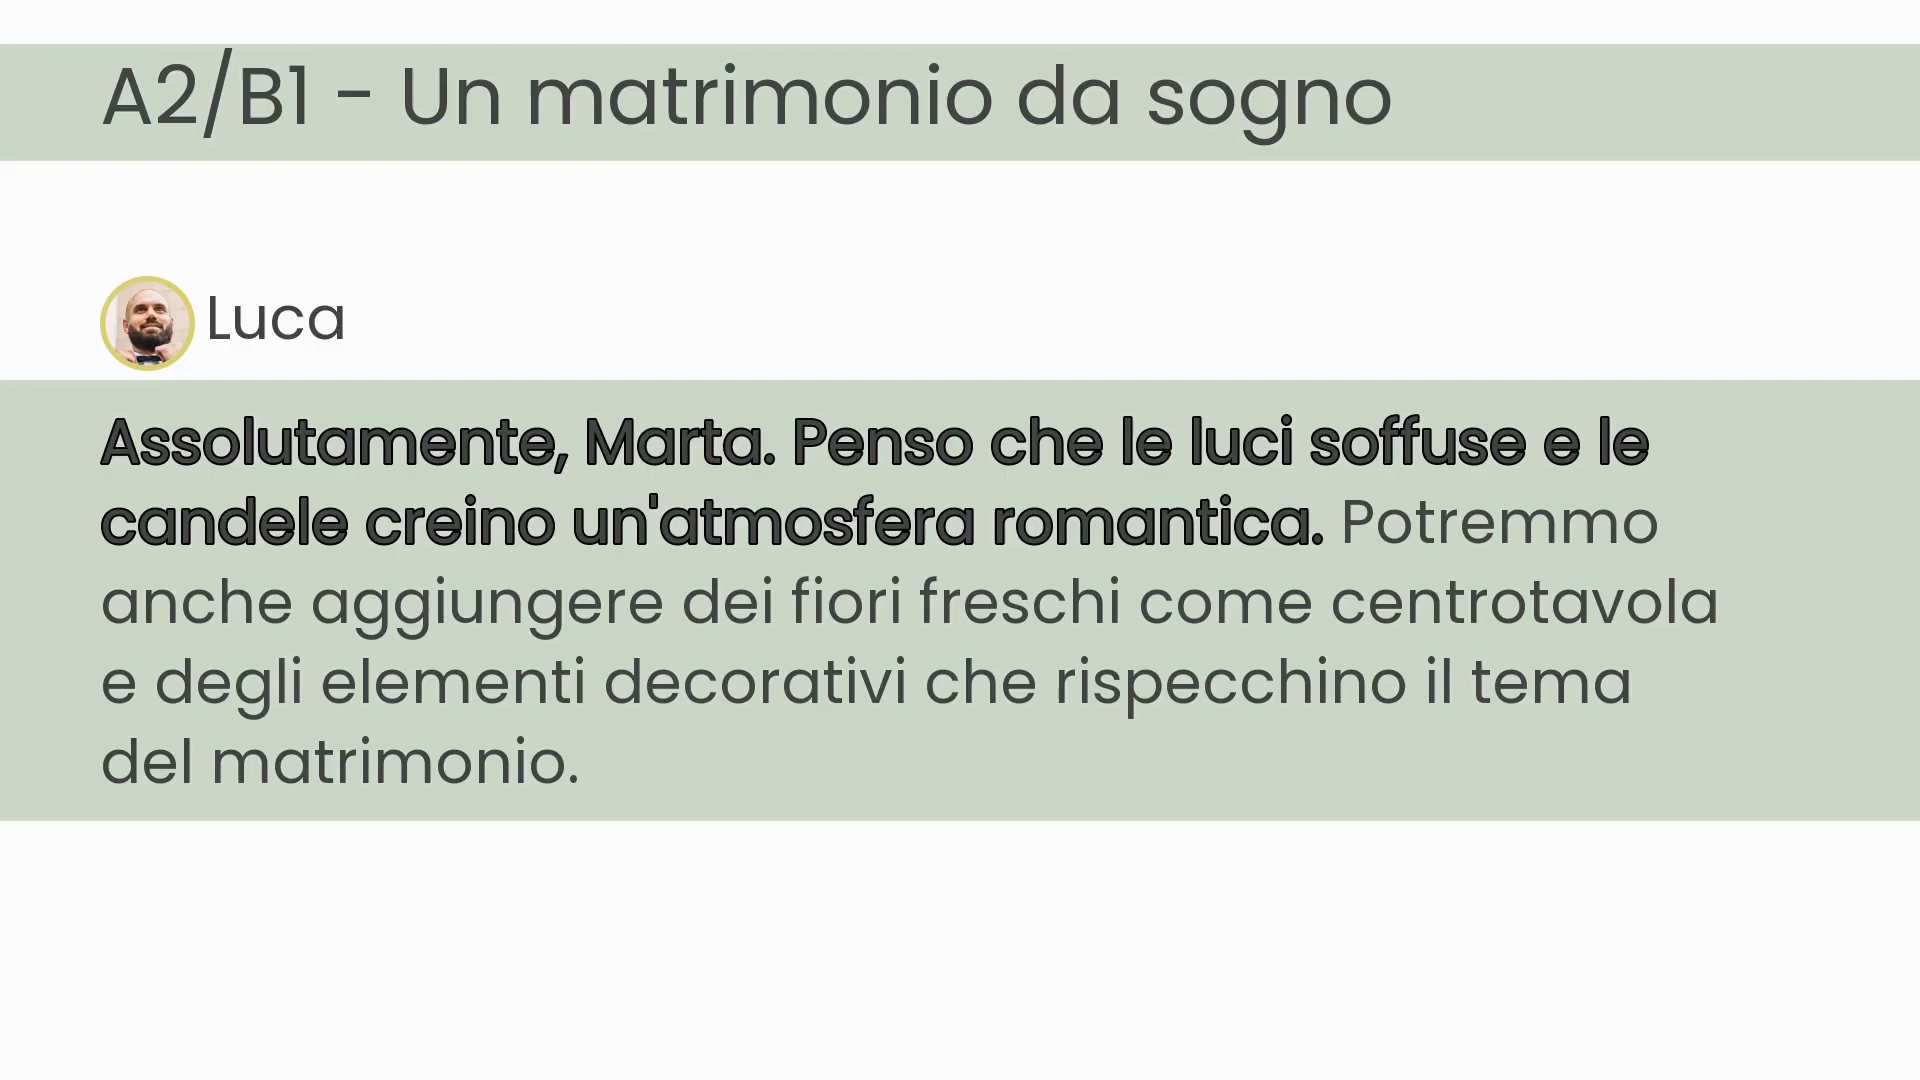 A2/B1 - Un matrimonio da sogno
Luca
Assolutamente, Marta. Penso che le luci soffuse e le
candele creino un'atmosfera romantica. Potremmo
anche aggiungere dei fiori freschi come centrotavola
e degli elementi decorativi che rispecchino il tema
del matrimonio.